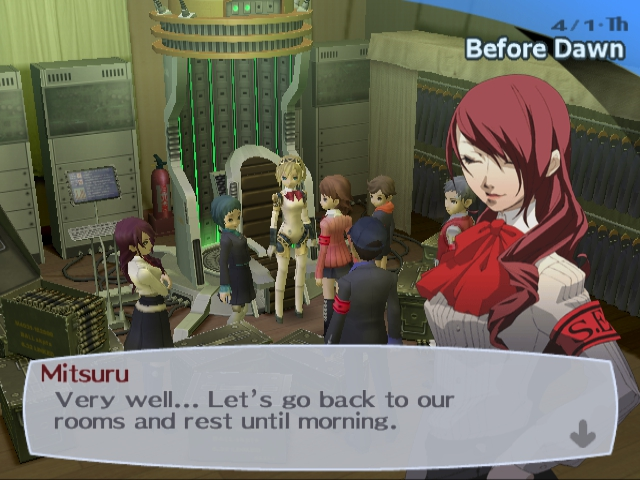 4/1・Th
Before Dawn
S.E
Mitsuru
Very well... Let's go back to our
rooms and rest until morning.